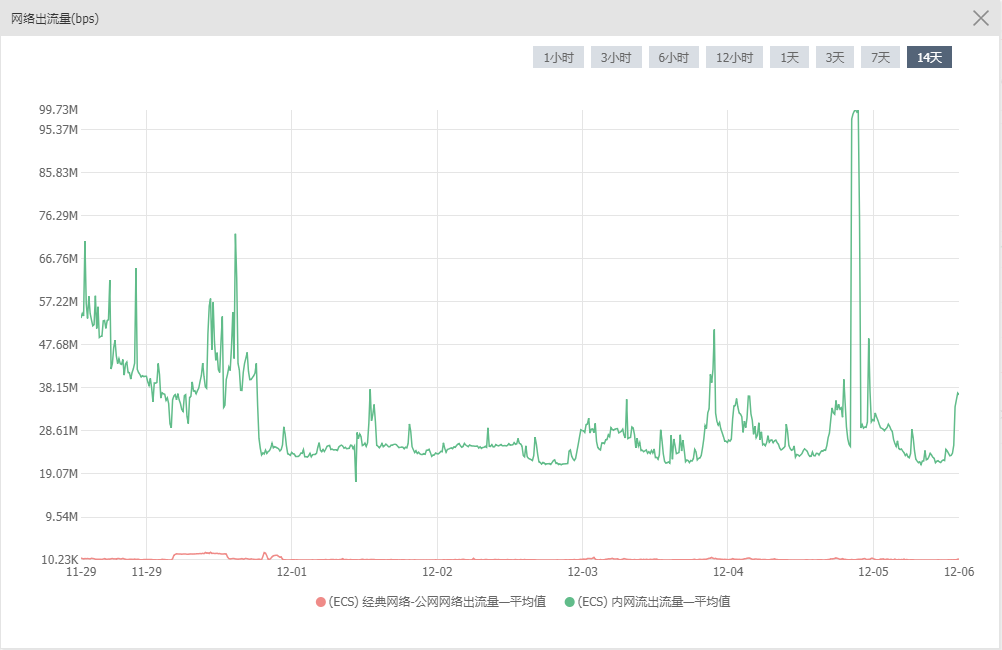 网络出流量(bps)
1小时 3小时 6小时 12小时 1天 3天 7天 14天
99.73M
95.37M
85.83M
76.29M
66.76M
57.22M
47.68M
38.15M
28.61M
19.07M
9.54M
10.23K
11-29 11-29 12-01 12-02 12-03 12-04 12-05 12-06
(ECS) 经典网络-公网网络出流量—平均值 (ECS) 内网流出流量—平均值